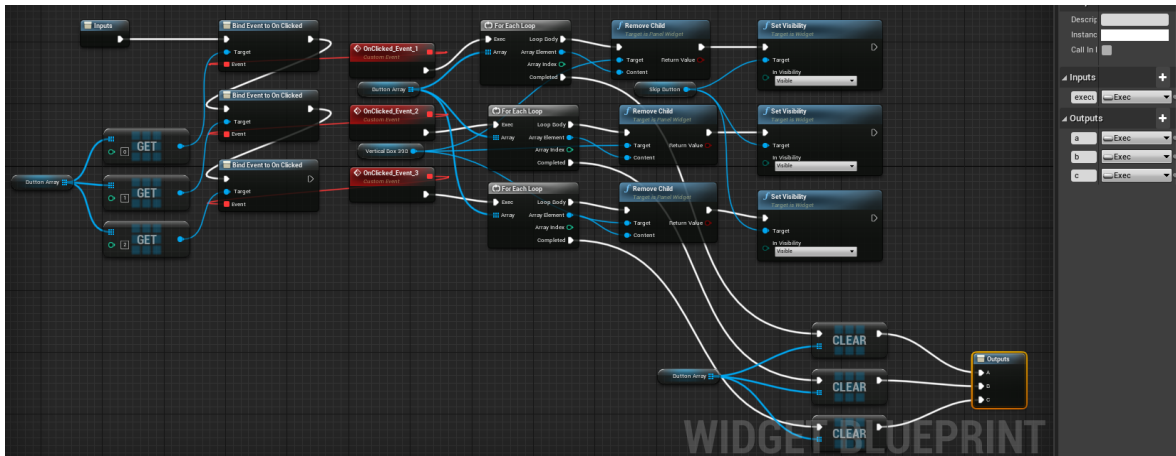 Inputs
Bind Event to On Clicked
Target
Event
Bind Event to On Clicked
Target
Event
Bind Event to On Clicked
Target
Event
Button Array
0
GET
1
GET
2
GET
OnClicked_Event_1
Custom Event
Button Array
OnClicked_Event_2
Custom Event
Vertical Box 390
OnClicked_Event_3
Custom Event
For Each Loop
Exec
Loop Body
Array
Array Element
Array Index
Completed
For Each Loop
Exec
Loop Body
Array
Array Element
Array Index
Completed
For Each Loop
Exec
Loop Body
Array
Array Element
Array Index
Completed
Remove Child
Target is Panel Widget
Target
Return Value
Content
Skip Button
Remove Child
Target is Panel Widget
Target
Return Value
Content
Remove Child
Target is Panel Widget
Target
Return Value
Content
Set Visibility
Target is Widget
Target
In Visibility
Visible
Set Visibility
Target is Widget
Target
In Visibility
Visible
Set Visibility
Target is Widget
Target
In Visibility
Visible
Button Array
CLEAR
CLEAR
CLEAR
Outputs
A
B
C
WIDGET BLUEPRINT
Descrip
Instanc
Call In
Inputs
execu
Exec
Outputs
a
Exec
b
Exec
c
Exec